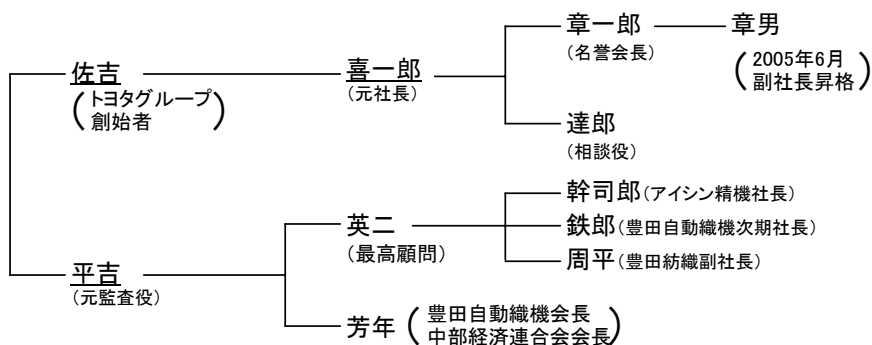 佐吉
(トヨタグループ
創始者)
喜一郎
(元社長)
章一郎
(名誉会長)
章男
(2005年6月
副社長昇格)
達郎
(相談役)
平吉
(元監査役)
英二
(最高顧問)
幹司郎(アイシン精機社長)
鉄郎(豊田自動織機次期社長)
周平(豊田紡織副社長)
芳年(豊田自動織機会長
中部経済連合会会長)